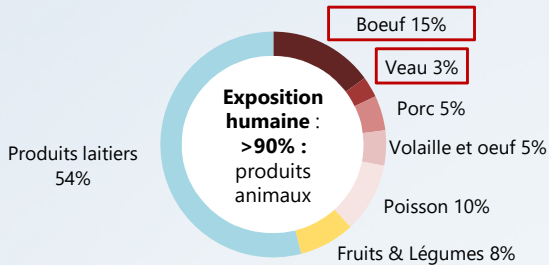 Boeuf 15%
Veau 3%
Porc 5%
Volaille et oeuf 5%
Poisson 10%
Fruits & Légumes 8%
Produits laitiers
54%
Exposition
humaine :
>90% :
produits
animaux